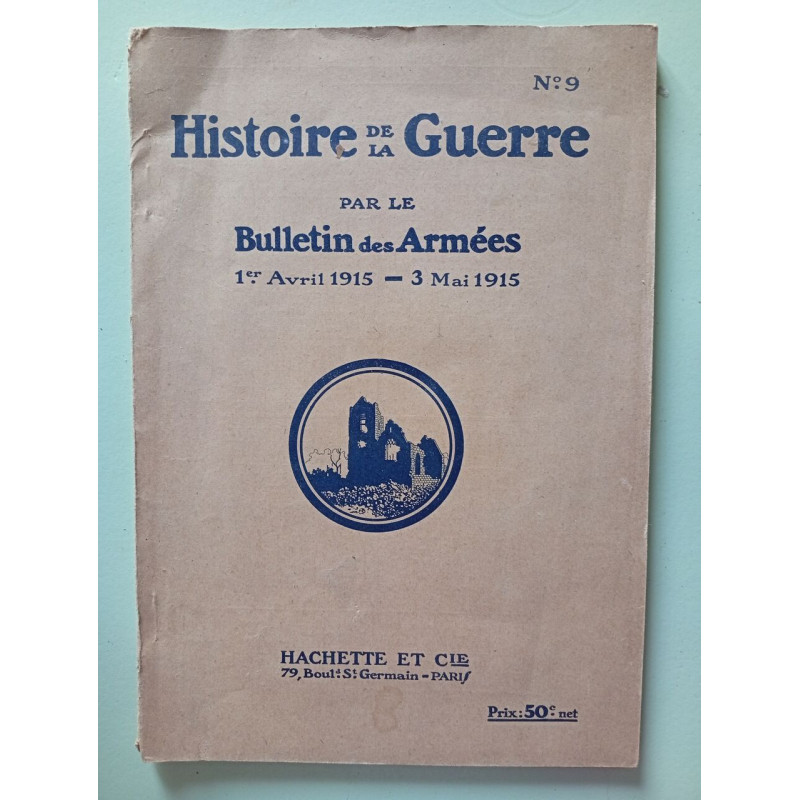 N° 9
Histoire DE LA Guerre
PAR LE
Bulletin des Armées
1er Avril 1915 — 3 Mai 1915
HACHETTE ET CIE
79, Bould. St. Germain - PARIS
Prix: 50c. net